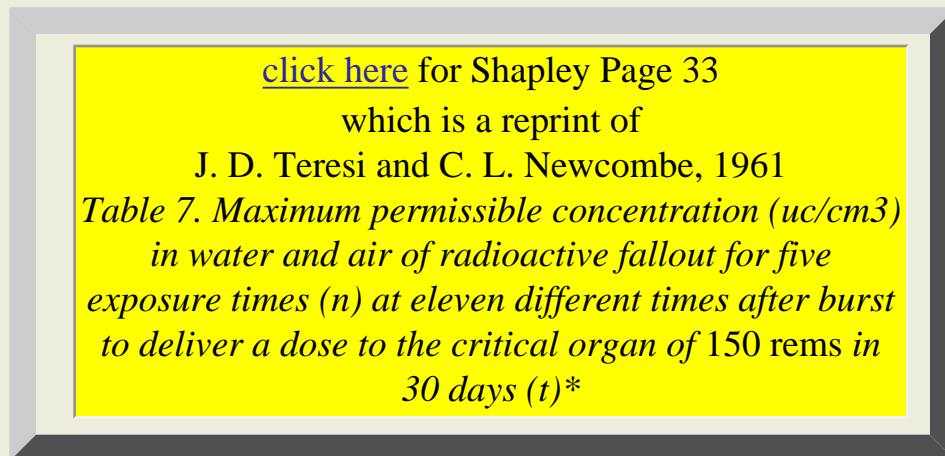 click here for Shapley Page 33
which is a reprint of
J. D. Teresi and C. L. Newcombe, 1961
Table 7. Maximum permissible concentration (uc/cm3)
in water and air of radioactive fallout for five
exposure times (n) at eleven different times after burst
to deliver a dose to the critical organ of 150 rems in
30 days (t)*